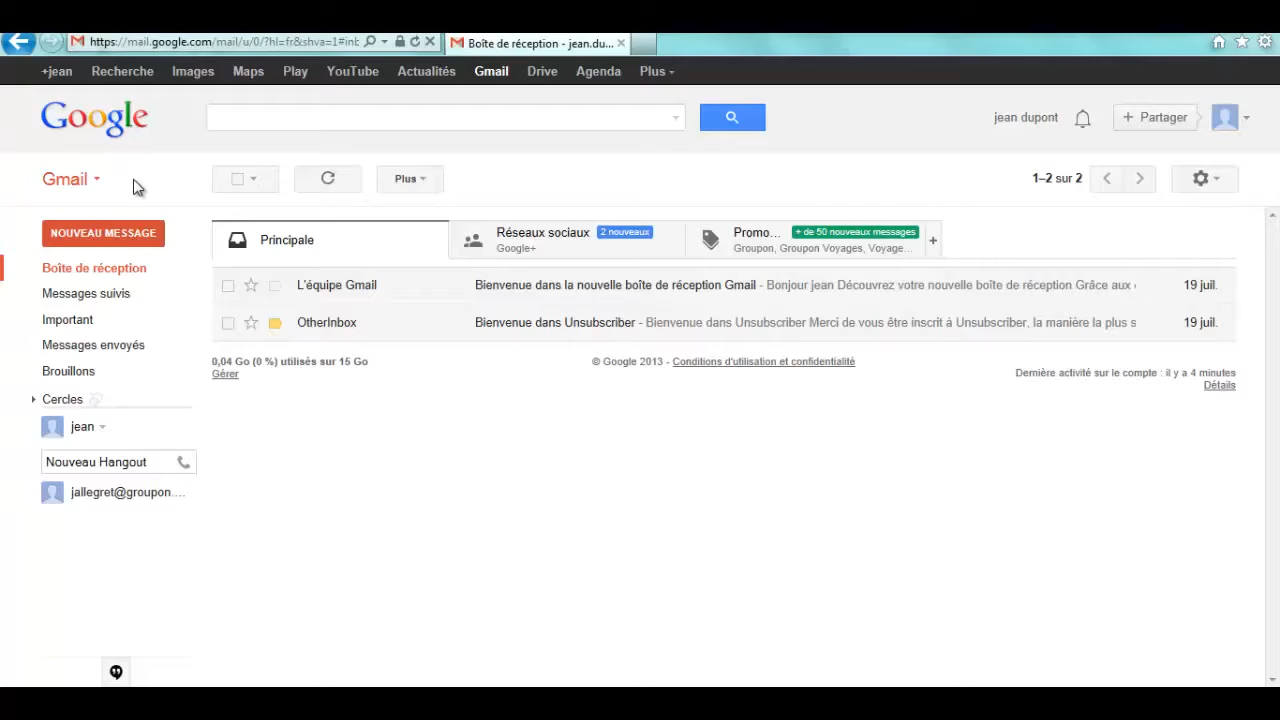 https://mail.google.com/mail/u/0/?hl=fr&shva=1#inb
Boîte de réception - jean.du...
+jean Recherche Images Maps Play YouTube Actualités Gmail Drive Agenda Plus
Google
jean dupont
+ Partager
Gmail
Plus
1–2 sur 2
NOUVEAU MESSAGE
Boîte de réception
Messages suivis
Important
Messages envoyés
Brouillons
Cercles
jean
Nouveau Hangout
jallegret@groupon....
Principale
Réseaux sociaux 2 nouveaux
Google+
Promo... + de 50 nouveaux messages
Groupon, Groupon Voyages, Voyage...
+
L'équipe Gmail Bienvenue dans la nouvelle boîte de réception Gmail - Bonjour jean Découvrez votre nouvelle boîte de réception Grâce aux 19 juil.
OtherInbox Bienvenue dans Unsubscriber - Bienvenue dans Unsubscriber Merci de vous être inscrit à Unsubscriber, la manière la plus s 19 juil.
0,04 Go (0 %) utilisés sur 15 Go
Gérer
© Google 2013 - Conditions d'utilisation et confidentialité
Dernière activité sur le compte : il y a 4 minutes
Détails